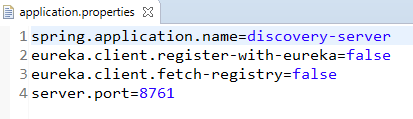 application.properties
1 spring.application.name=discovery-server
2 eureka.client.register-with-eureka=false
3 eureka.client.fetch-registry=false
4 server.port=8761